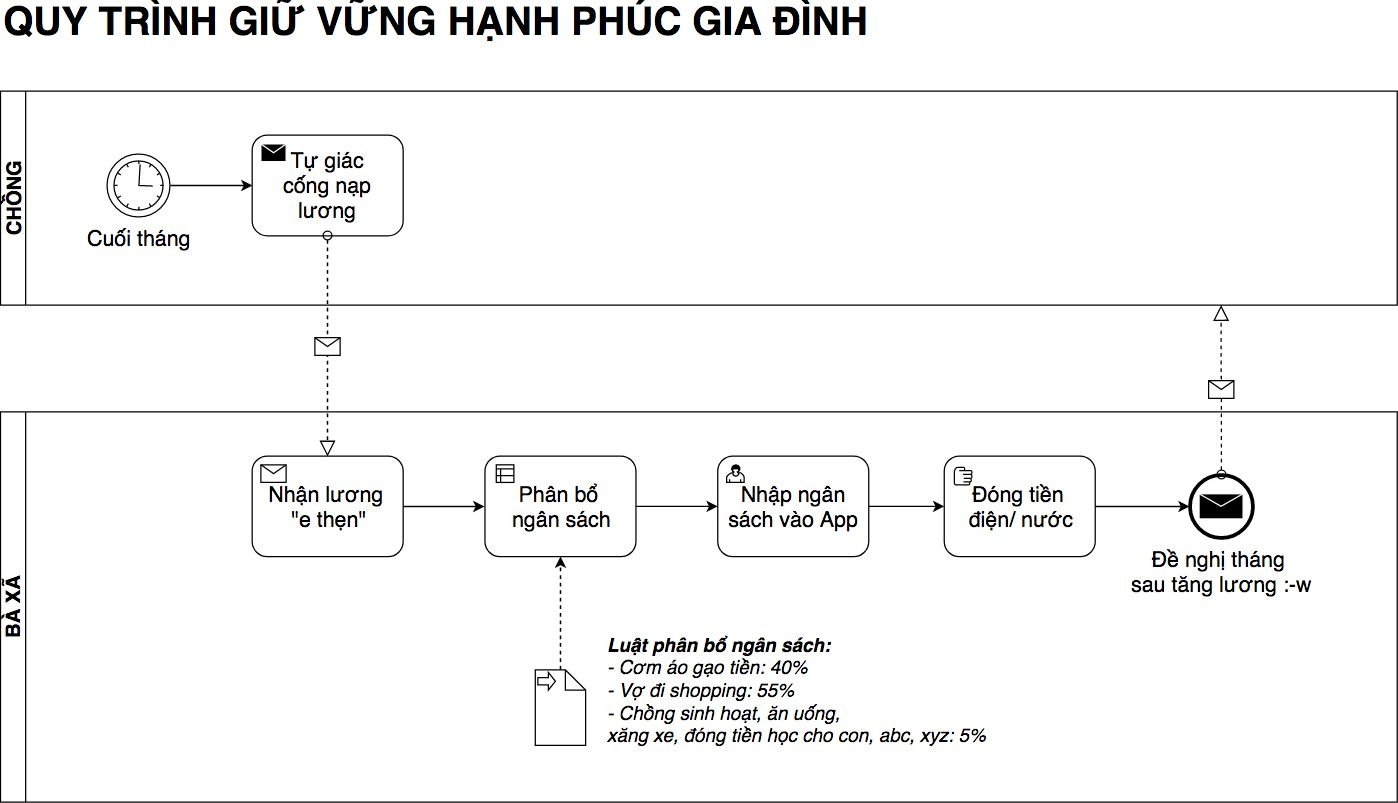 QUY TRÌNH GIỮ VỮNG HẠNH PHÚC GIA ĐÌNH
CHỒNG
Cuối tháng
Tự giác
cống nạp
lương
BÀ XÃ
Nhận lương
"e thẹn"
Phân bổ
ngân sách
Nhập ngân
sách vào App
Đóng tiền
điện/ nước
Đề nghị tháng
sau tăng lương :-w
Luật phân bổ ngân sách:
- Cơm áo gạo tiền: 40%
- Vợ đi shopping: 55%
- Chồng sinh hoạt, ăn uống,
xăng xe, đóng tiền học cho con, abc, xyz: 5%